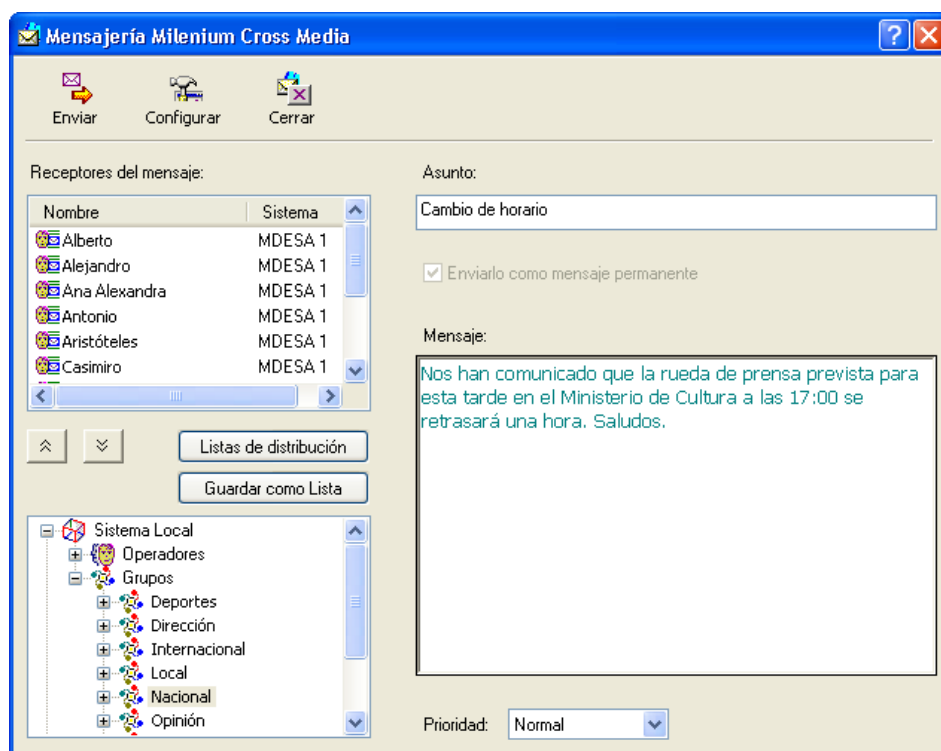 Mensajería Milenium Cross Media
Enviar Configurar Cerrar
Receptores del mensaje:
Nombre Sistema
Alberto MDESA 1
Alejandro MDESA 1
Ana Alexandra MDESA 1
Antonio MDESA 1
Aristóteles MDESA 1
Casimiro MDESA 1
Listas de distribución
Guardar como Lista
Sistema Local
Operadores
Grupos
Deportes
Dirección
Internacional
Local
Nacional
Opinión
Asunto:
Cambio de horario
Enviarlo como mensaje permanente
Mensaje:
Nos han comunicado que la rueda de prensa prevista para
esta tarde en el Ministerio de Cultura a las 17:00 se
retrasará una hora. Saludos.
Prioridad: Normal